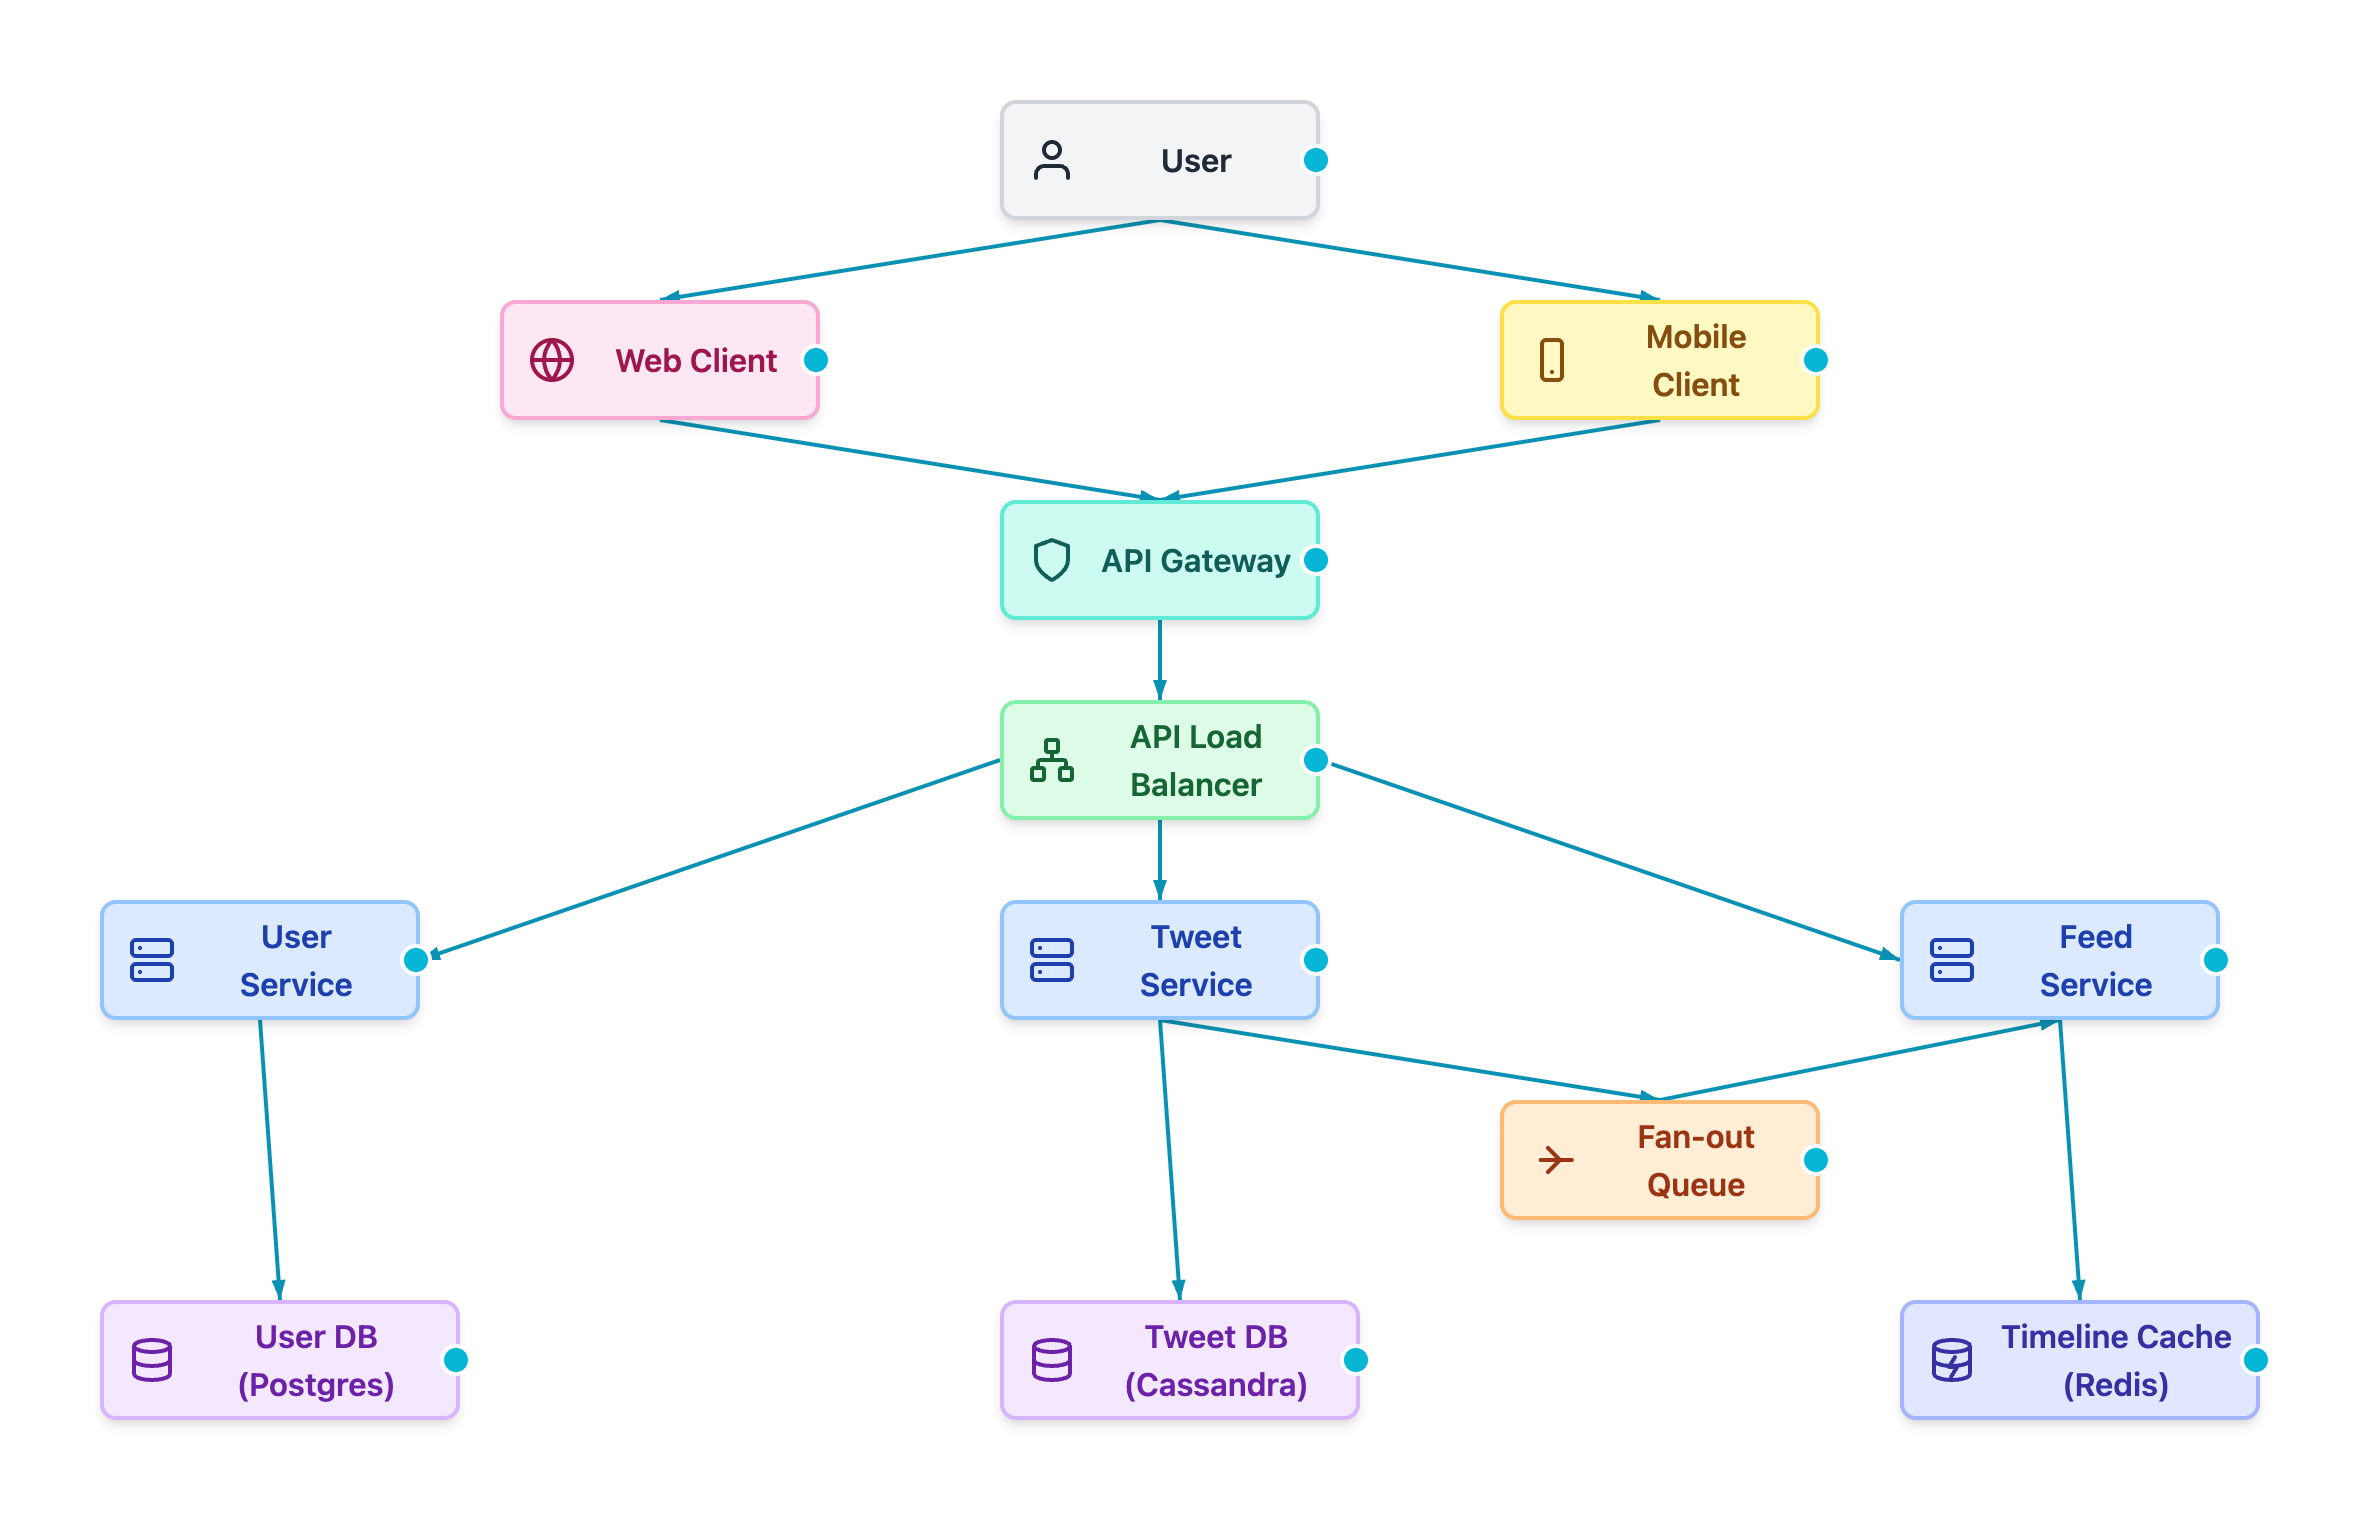 User
Web Client
Mobile
Client
API Gateway
API Load
Balancer
User
Service
Tweet
Service
Feed
Service
Fan-out
Queue
User DB
(Postgres)
Tweet DB
(Cassandra)
Timeline Cache
(Redis)